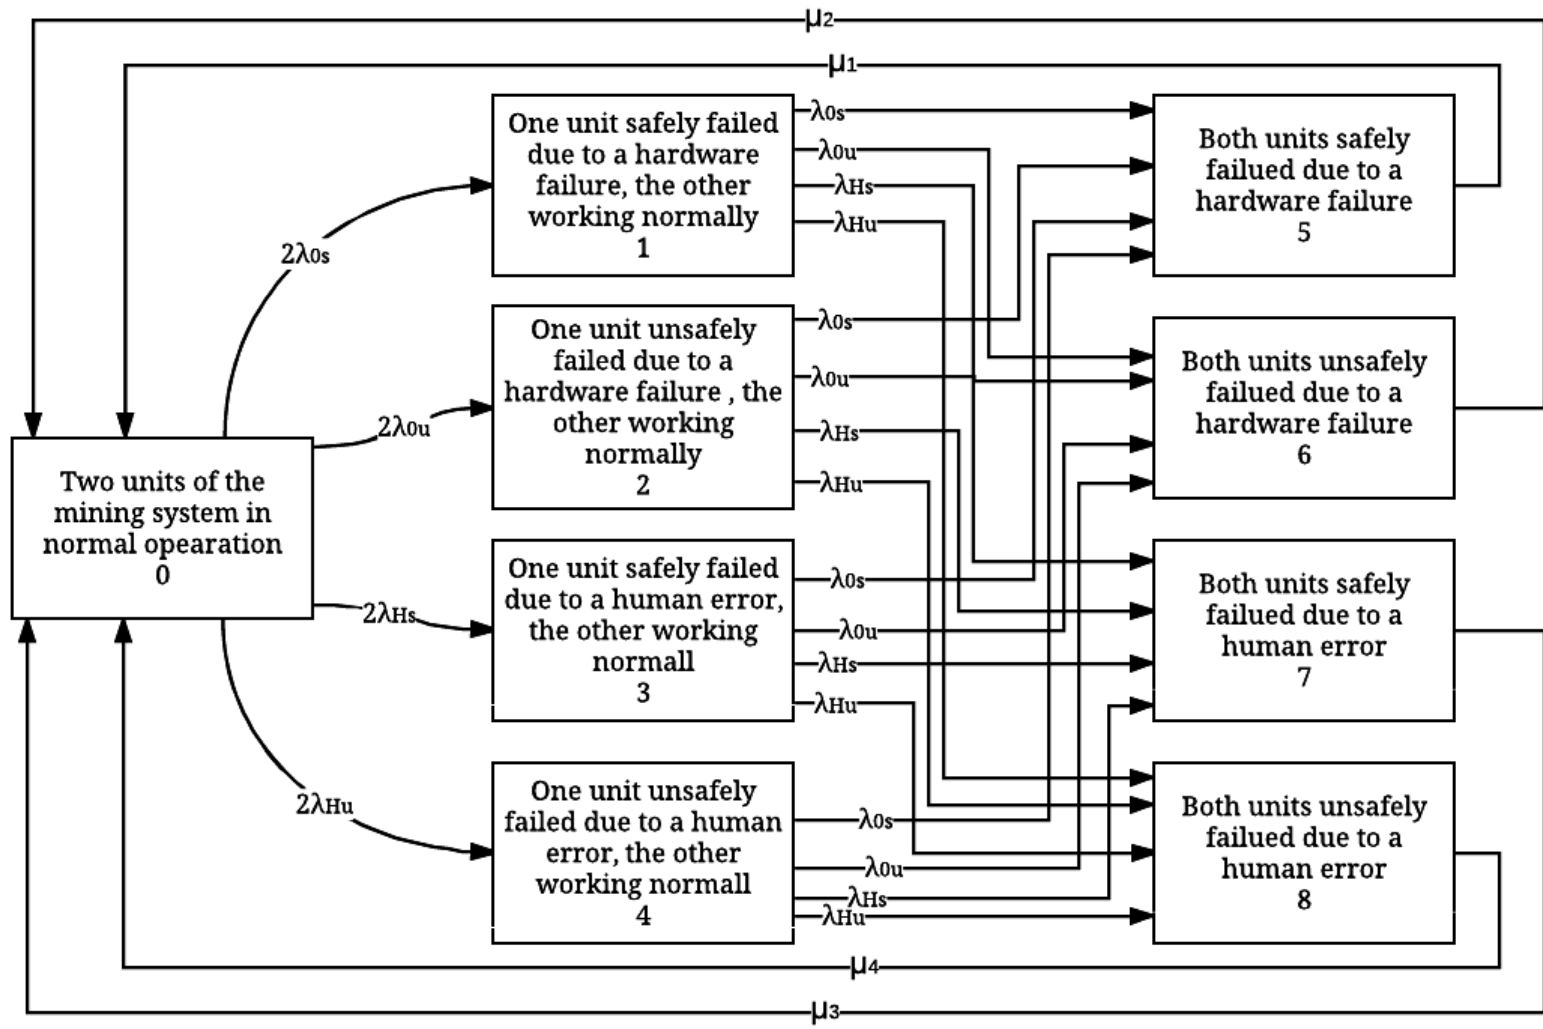 μ2
μ1
One unit safely failed
due to a hardware
failure, the other
working normally
1
λ0s
λ0u
λHs
λHu
Both units safely
failued due to a
hardware failure
5
2λ0s
One unit unsafely
failed due to a
hardware failure , the
other working
normally
2
λ0s
λ0u
λHs
λHu
Both units unsafely
failued due to a
hardware failure
6
2λ0u
Two units of the
mining system in
normal opearation
0
2λHs
One unit safely failed
due to a human error,
the other working
normall
3
λ0s
λ0u
λHs
λHu
Both units safely
failued due to a
human error
7
2λHu
One unit unsafely
failed due to a human
error, the other
working normall
4
λ0s
λ0u
λHs
λHu
Both units unsafely
failued due to a
human error
8
μ4
μ3